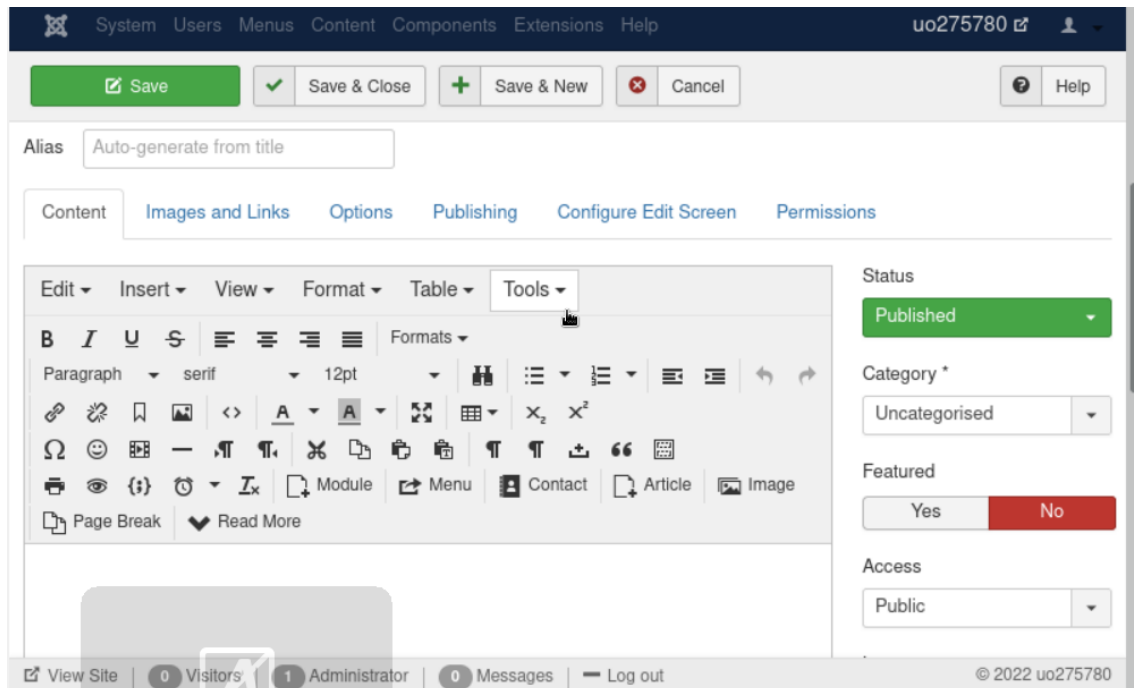 System Users Menus Content Components Extensions Help uo275780
Save Save & Close Save & New Cancel Help
Alias Auto-generate from title
Content Images and Links Options Publishing Configure Edit Screen Permissions
Edit Insert View Format Table Tools
Status
Published
B I U S Formats
Paragraph serif 12pt
Category *
Uncategorised
A A X₂ X²
Featured
Yes No
Module Menu Contact Article Image
Page Break Read More
Access
Public
View Site 0 Visitors 1 Administrator 0 Messages Log out © 2022 uo275780